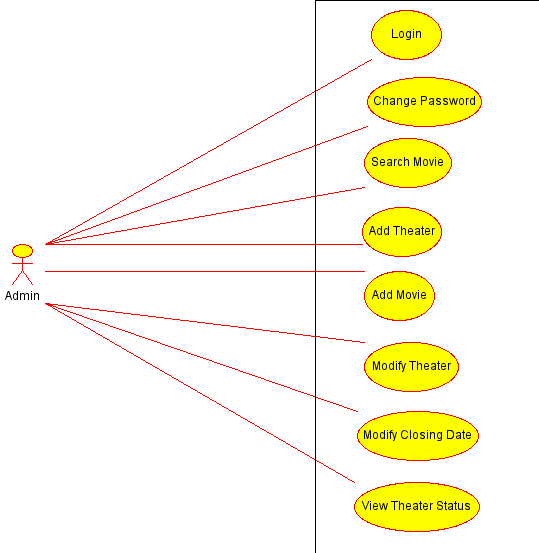 Login
Change Password
Search Movie
Add Theater
Admin
Add Movie
Modify Theater
Modify Closing Date
View Theater Status